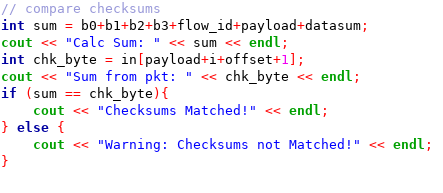 // compare checksums
int sum = b0+b1+b2+b3+flow_id+payload+datasum;
cout << "Calc Sum: " << sum << endl;
int chk_byte = in[payload+i+offset+1];
cout << "Sum from pkt: " << chk_byte << endl;
if (sum == chk_byte){
    cout << "Checksums Matched!" << endl;
} else {
    cout << "Warning: Checksums not Matched!" << endl;
}